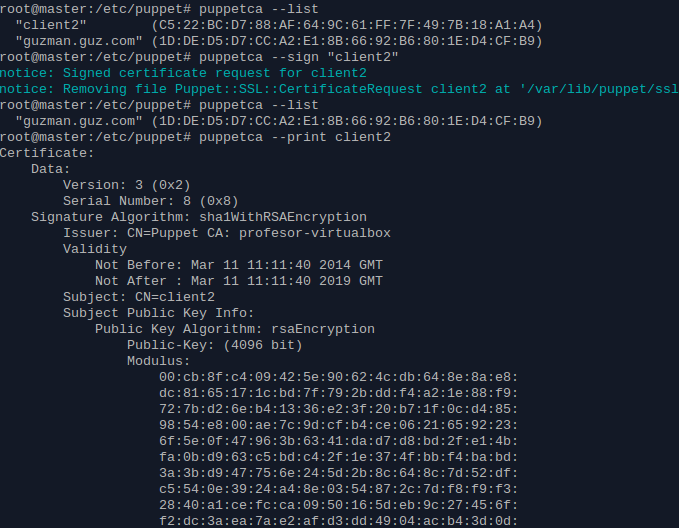 root@master:/etc/puppet# puppetca --list
  "client2"        (C5:22:BC:D7:88:AF:64:9C:61:FF:7F:49:7B:18:A1:A4)
  "guzman.guz.com" (1D:DE:D5:D7:CC:A2:E1:8B:66:92:B6:80:1E:D4:CF:B9)
root@master:/etc/puppet# puppetca --sign "client2"
notice: Signed certificate request for client2
notice: Removing file Puppet::SSL::CertificateRequest client2 at '/var/lib/puppet/ssl
root@master:/etc/puppet# puppetca --list
  "guzman.guz.com" (1D:DE:D5:D7:CC:A2:E1:8B:66:92:B6:80:1E:D4:CF:B9)
root@master:/etc/puppet# puppetca --print client2
Certificate:
    Data:
        Version: 3 (0x2)
        Serial Number: 8 (0x8)
    Signature Algorithm: sha1WithRSAEncryption
        Issuer: CN=Puppet CA: profesor-virtualbox
        Validity
            Not Before: Mar 11 11:11:40 2014 GMT
            Not After : Mar 11 11:11:40 2019 GMT
        Subject: CN=client2
        Subject Public Key Info:
            Public Key Algorithm: rsaEncryption
                Public-Key: (4096 bit)
                Modulus:
                    00:cb:8f:c4:09:42:5e:90:62:4c:db:64:8e:8a:e8:
                    dc:81:65:17:1c:bd:7f:79:2b:dd:f4:a2:1e:88:f9:
                    72:7b:d2:6e:b4:13:36:e2:3f:20:b7:1f:0c:d4:85:
                    98:54:e8:00:ae:7c:9d:cf:b4:ce:06:21:65:92:23:
                    6f:5e:0f:47:96:3b:63:41:da:d7:d8:bd:2f:e1:4b:
                    fa:0b:d9:63:c5:bd:c4:2f:1e:37:4f:bb:f4:ba:bd:
                    3a:3b:d9:47:75:6e:24:5d:2b:8c:64:8c:7d:52:df:
                    c5:54:0e:39:24:a4:8e:03:54:87:2c:7d:f8:f9:f3:
                    28:40:a1:ce:fc:ca:09:50:16:5d:eb:9c:27:45:6f:
                    f2:dc:3a:ea:7a:e2:af:d3:dd:49:04:ac:b4:3d:0d: